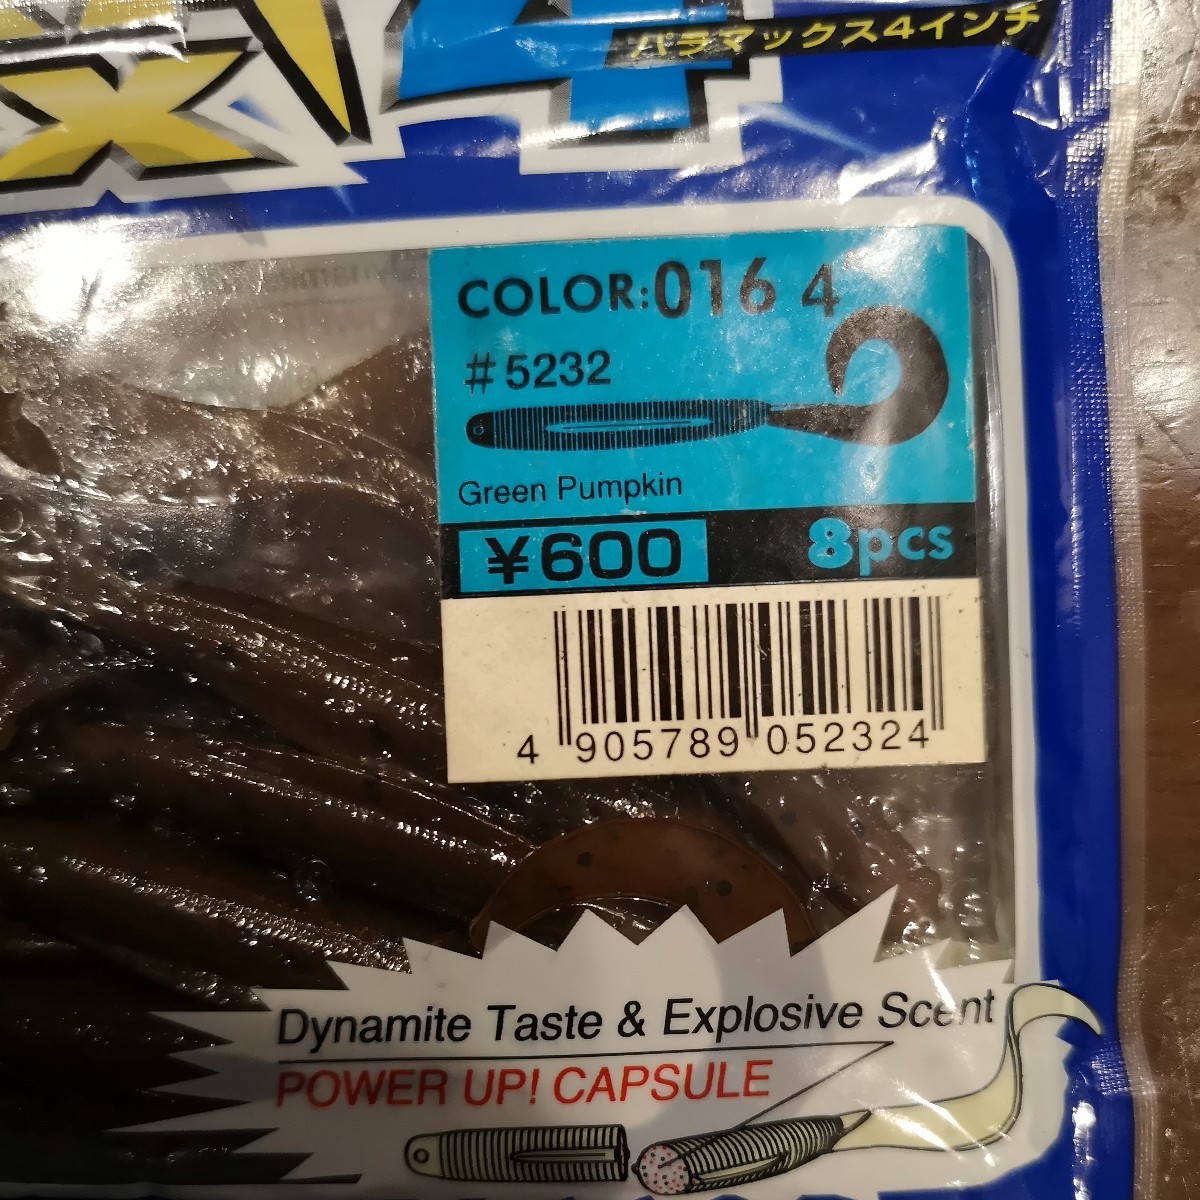 X'4
パラマックス4インチ
COLOR:016 4"
#5232
Green Pumpkin
¥600 8pcs
4 905789 052324
Dynamite Taste & Explosive Scent
POWER UP! CAPSULE